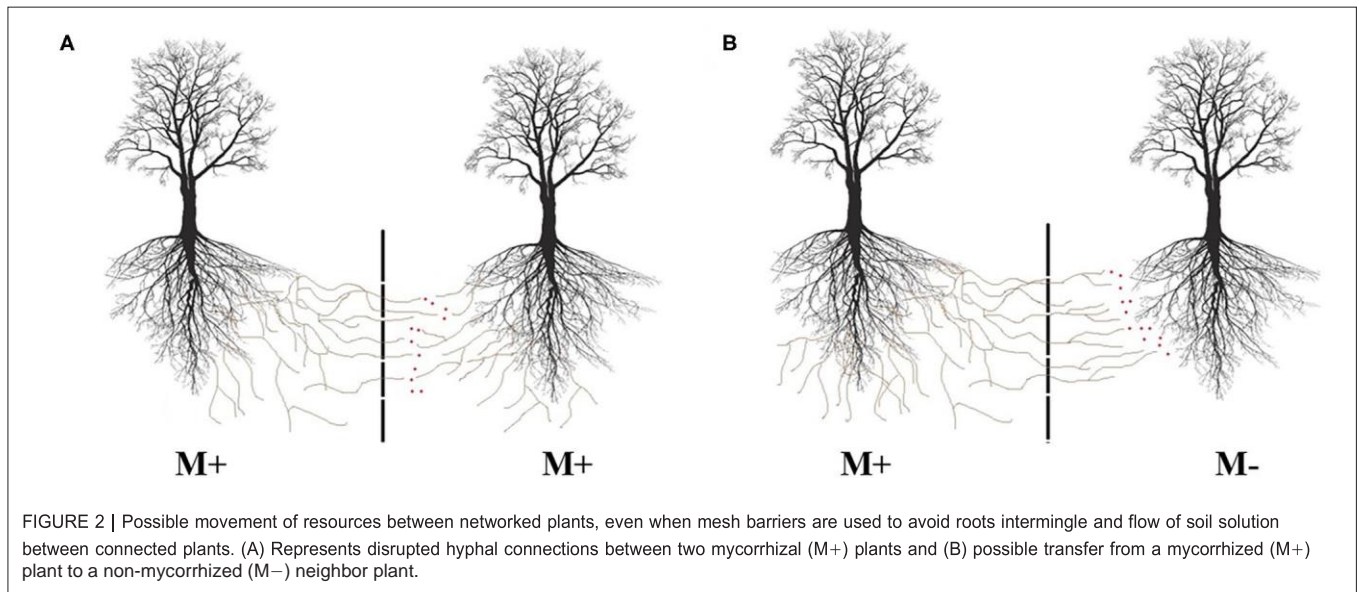 A
B
M+
M+
M+
M-
FIGURE 2 | Possible movement of resources between networked plants, even when mesh barriers are used to avoid roots intermingle and flow of soil solution
between connected plants. (A) Represents disrupted hyphal connections between two mycorrhizal (M+) plants and (B) possible transfer from a mycorrhized (M+)
plant to a non-mycorrhized (M−) neighbor plant.